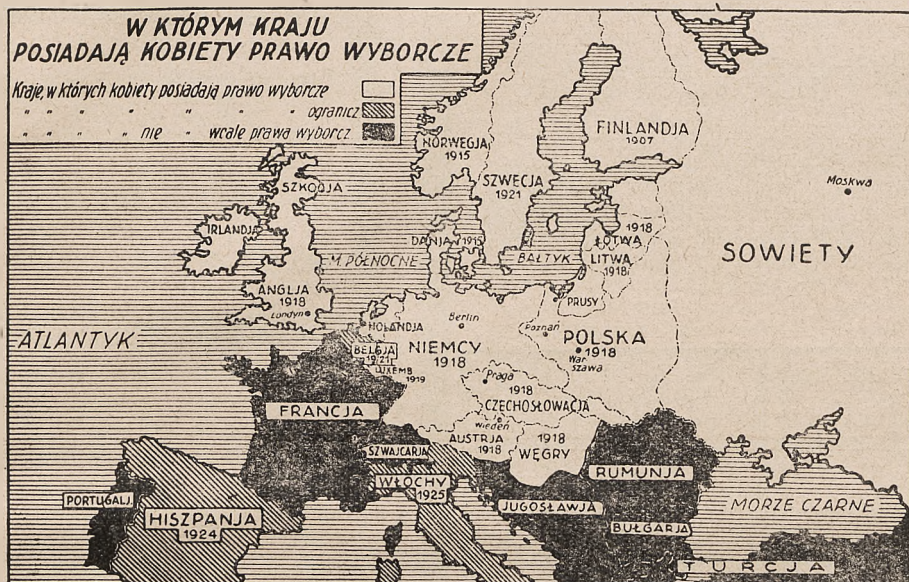 W KTÓRYM KRAJU
POSIADAJĄ KOBIETY PRAWO WYBORCZE
Kraje, w których kobiety posiadają prawo wyborcze
" " " " " " ogranicz
" " " " nie " wcale prawa wyborcz.
NORWEGJA
1915
FINLANDJA
1907
SZWECJA
1921
Moskwa
SZKOCJA
IRLANDJA
DANJA 1915
1918
ŁOTWA
LITWA
1918
SOWIETY
M. PÓŁNOCNE
BAŁTYK
ANGLJA
1918
Londyn
PRUSY
ATLANTYK
HOLANDJA
Berlin
Poznań
BELGJA
1921
NIEMCY
1918
POLSKA
1918
War
szawa
LUXEMB
1919
Praga
1918
CZECHOSŁOWACJA
FRANCJA
Wiedeń
AUSTRJA
1918
1918
WĘGRY
SZWAJCARJA
RUMUNJA
WŁOCHY
1925
PORTUGALJ.
HISZPANJA
1924
JUGOSŁAWJA
MORZE CZARNE
BUŁGARJA
TURCJA